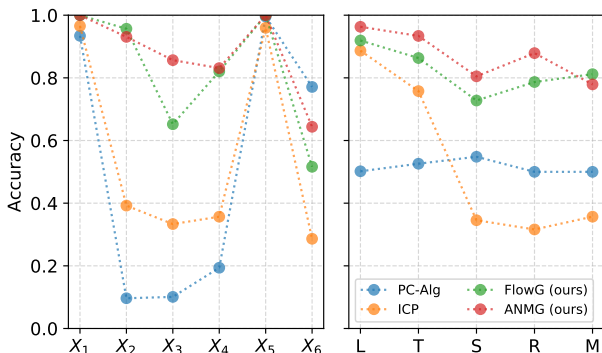 1.0
0.8
0.6
0.4
0.2
0.0
Accuracy
X₁ X₂ X₃ X₄ X₅ X₆
L T S R M
PC-Alg FlowG (ours)
ICP ANMG (ours)